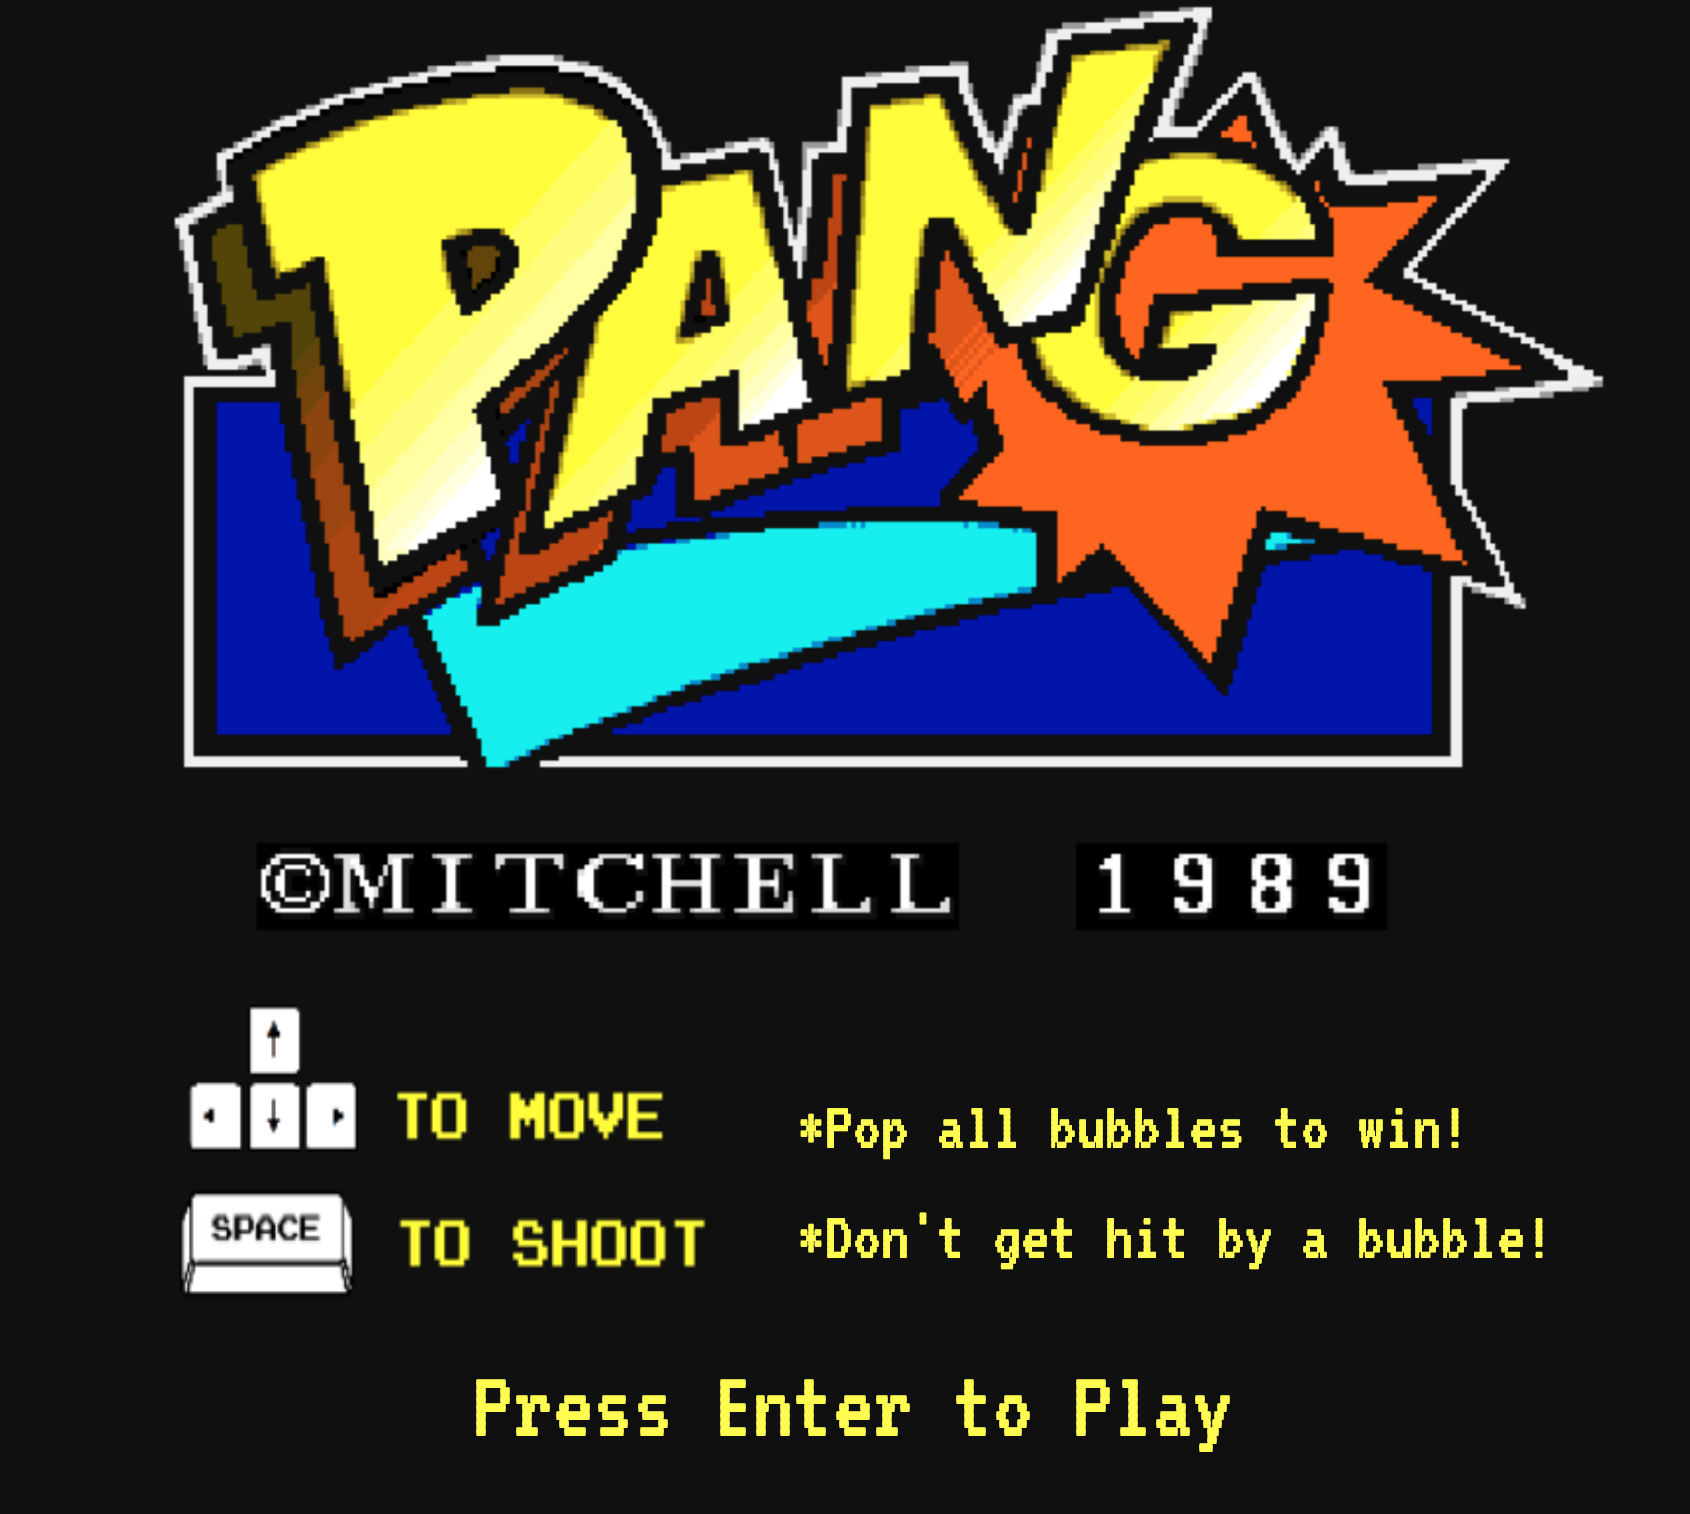 PANG
©MITCHELL 1989
↑
◂ ↓ ▸ TO MOVE
*Pop all bubbles to win!
SPACE TO SHOOT
*Don't get hit by a bubble!
Press Enter to Play